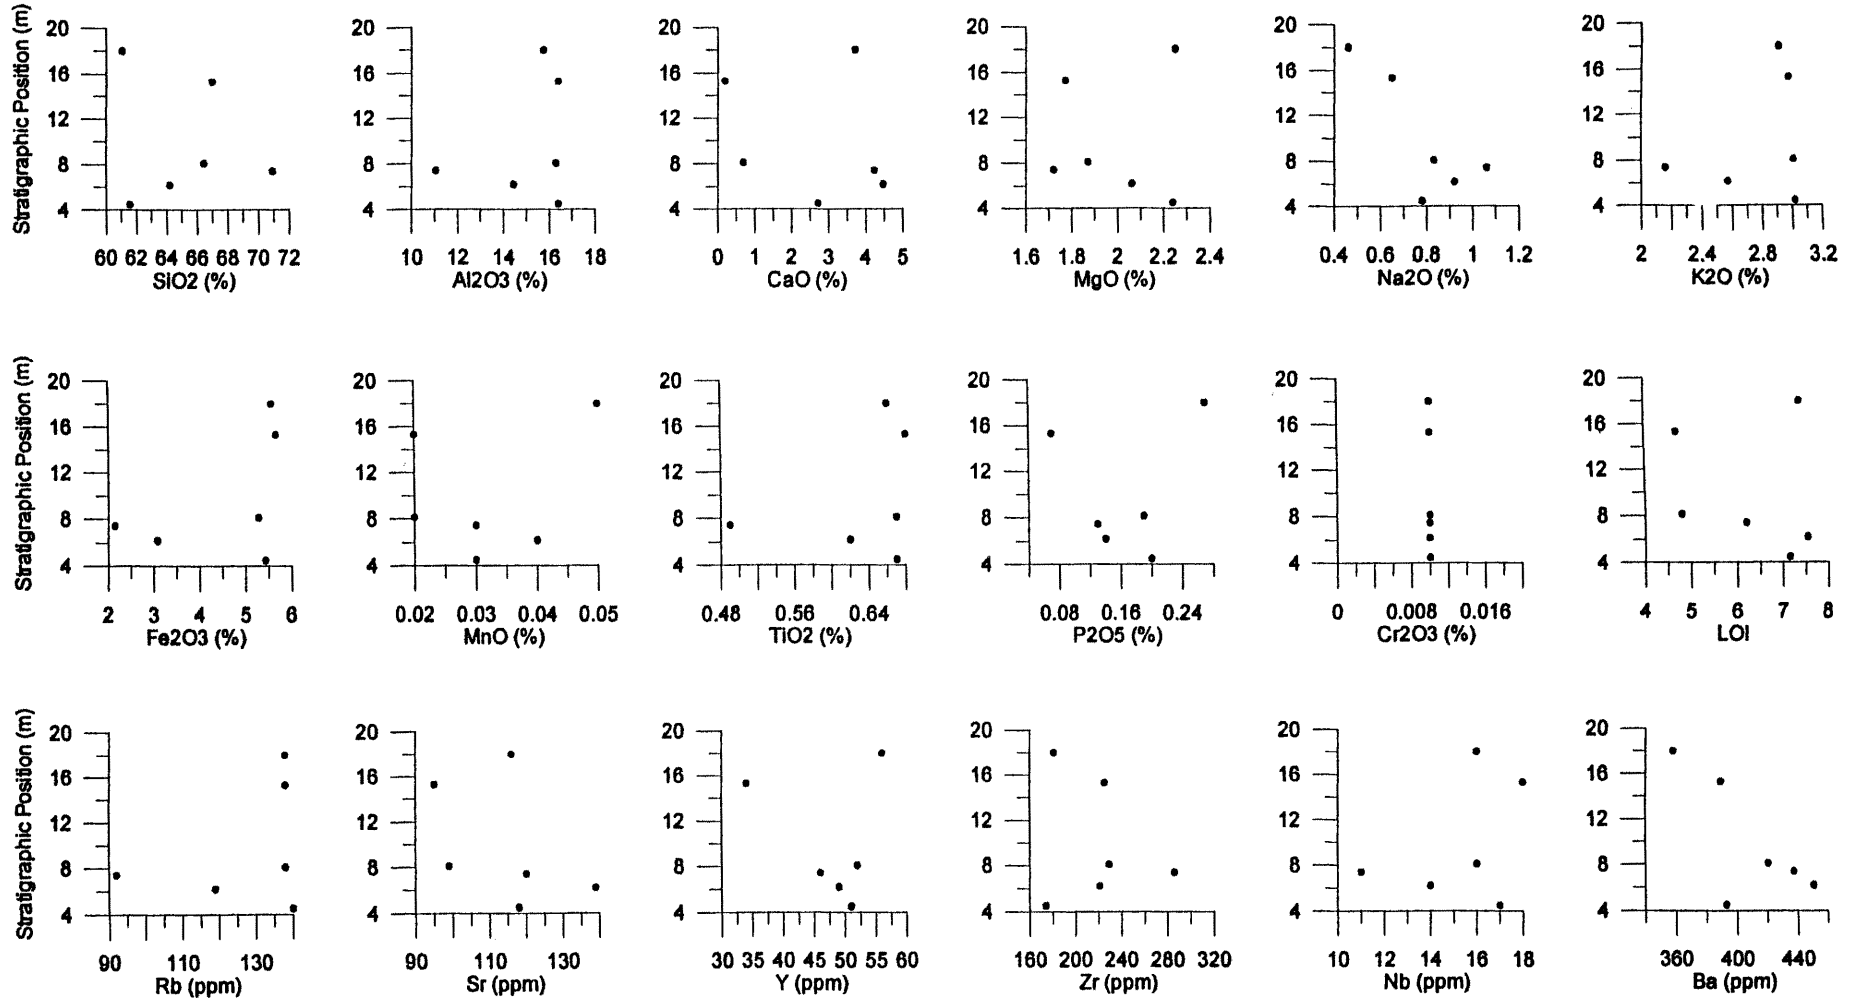 Stratigraphic Position (m)
20 20 20 20 20 20
16 16 16 16 16 16
12 12 12 12 12 12
8 8 8 8 8 8
4 4 4 4 4 4
60 62 64 66 68 70 72 10 12 14 16 18 0 1 2 3 4 5 1.6 1.8 2 2.2 2.4 0.4 0.6 0.8 1 1.2 2 2.4 2.8 3.2
SiO2 (%) Al2O3 (%) CaO (%) MgO (%) Na2O (%) K2O (%)
Stratigraphic Position (m)
20 20 20 20 20 20
16 16 16 16 16 16
12 12 12 12 12 12
8 8 8 8 8 8
4 4 4 4 4 4
2 3 4 5 6 0.02 0.03 0.04 0.05 0.48 0.56 0.64 0.08 0.16 0.24 0 0.008 0.016 4 5 6 7 8
Fe2O3 (%) MnO (%) TiO2 (%) P2O5 (%) Cr2O3 (%) LOI
Stratigraphic Position (m)
20 20 20 20 20 20
16 16 16 16 16 16
12 12 12 12 12 12
8 8 8 8 8 8
4 4 4 4 4 4
90 110 130 90 110 130 30 35 40 45 50 55 60 160 200 240 280 320 10 12 14 16 18 360 400 440
Rb (ppm) Sr (ppm) Y (ppm) Zr (ppm) Nb (ppm) Ba (ppm)